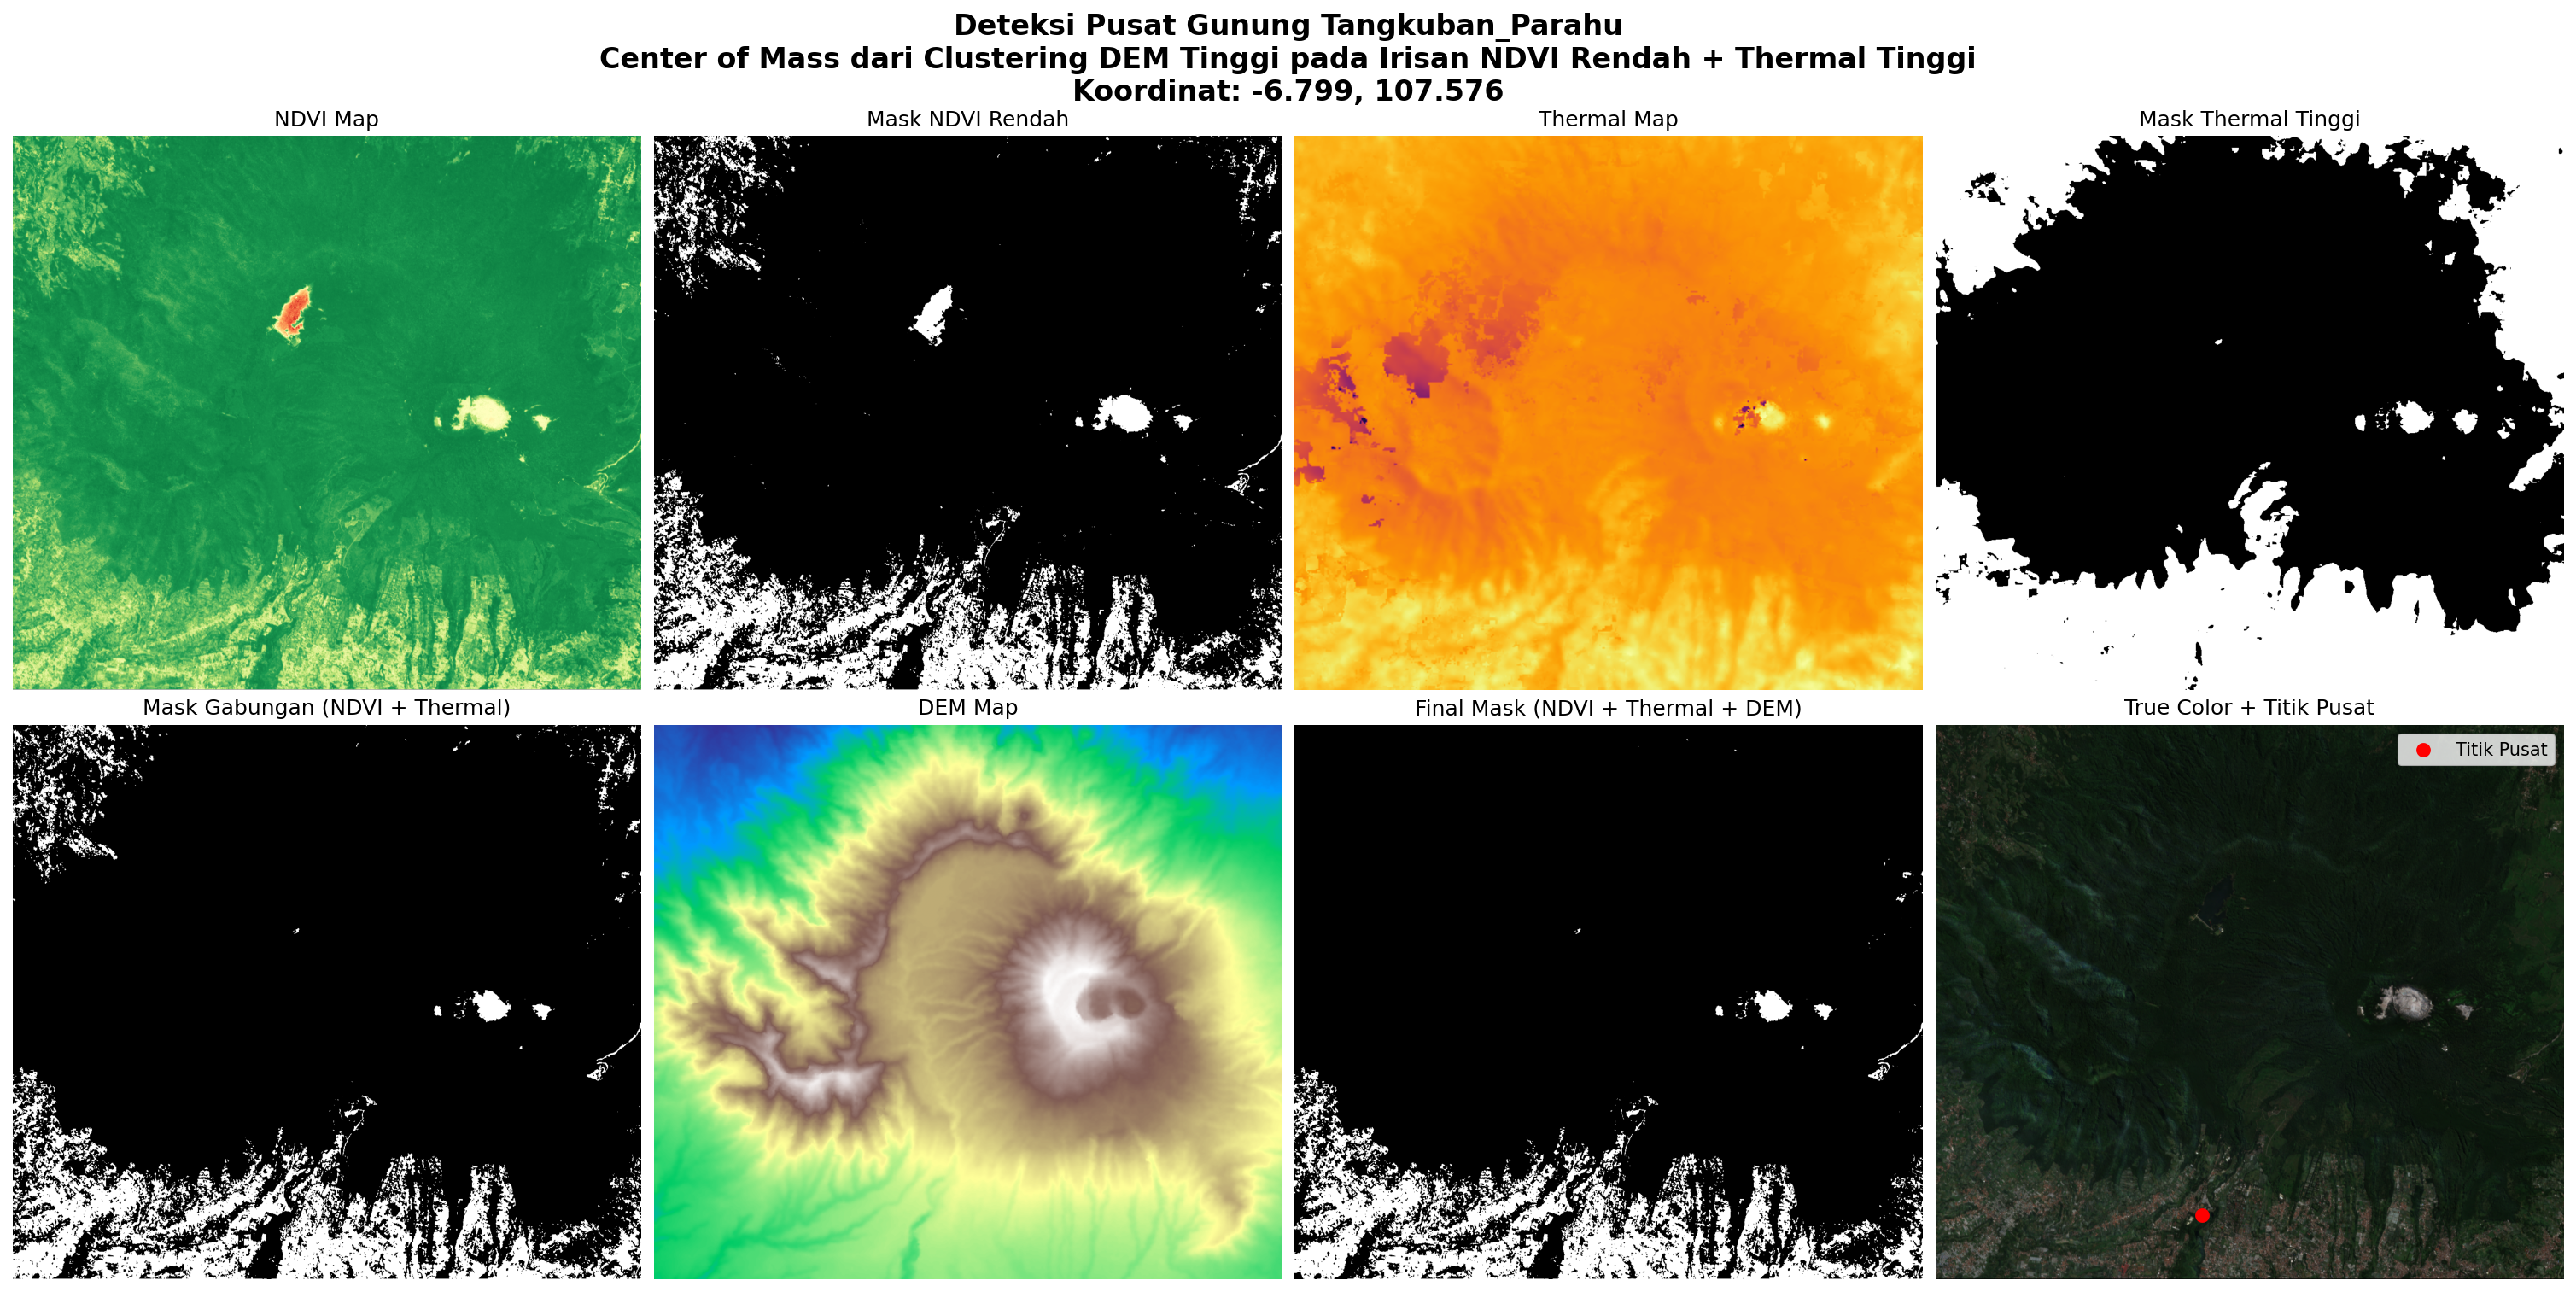 Deteksi Pusat Gunung Tangkuban_Parahu
Center of Mass dari Clustering DEM Tinggi pada Irisan NDVI Rendah + Thermal Tinggi
Koordinat: -6.799, 107.576
NDVI Map
Mask NDVI Rendah
Thermal Map
Mask Thermal Tinggi
Mask Gabungan (NDVI + Thermal)
DEM Map
Final Mask (NDVI + Thermal + DEM)
True Color + Titik Pusat
Titik Pusat